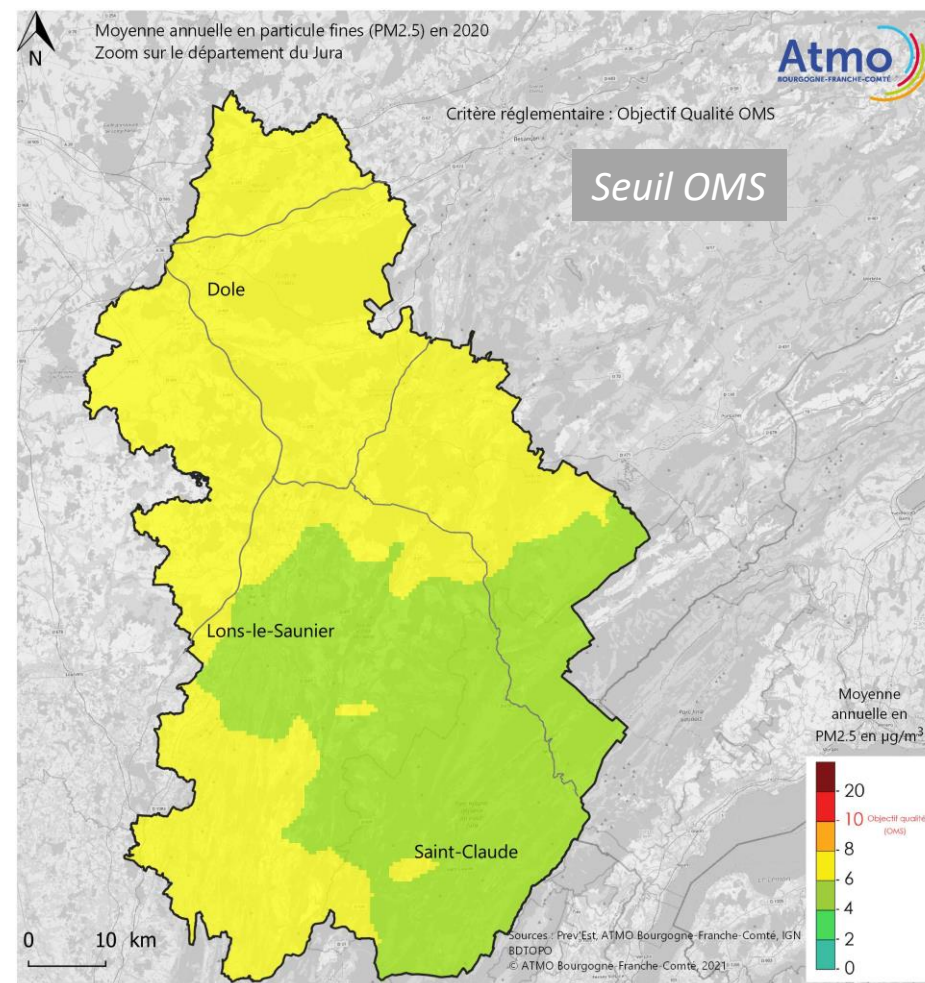 Moyenne annuelle en particule fines (PM2.5) en 2020
Zoom sur le département du Jura
N
Atmo
BOURGOGNE-FRANCHE-COMTÉ
Critère réglementaire : Objectif Qualité OMS
Seuil OMS
Dole
Lons-le-Saunier
Saint-Claude
Moyenne
annuelle en
PM2.5 en µg/m³
20
10 Objectif qualité
(OMS)
8
6
4
2
0
0 10 km
Sources : Prev'Est, ATMO Bourgogne-Franche-Comté, IGN
BDTOPO
© ATMO Bourgogne-Franche-Comté, 2021